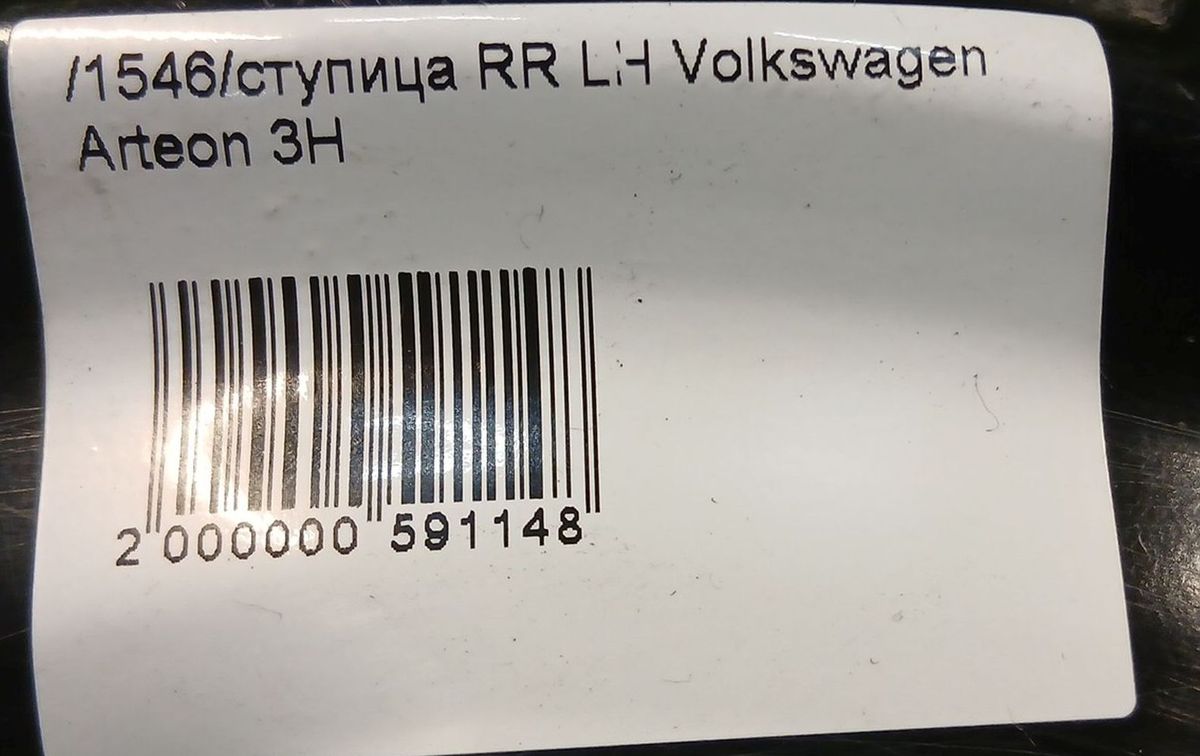 /1546/ступица RR LH Volkswagen
Arteon 3H
2 000000 591148